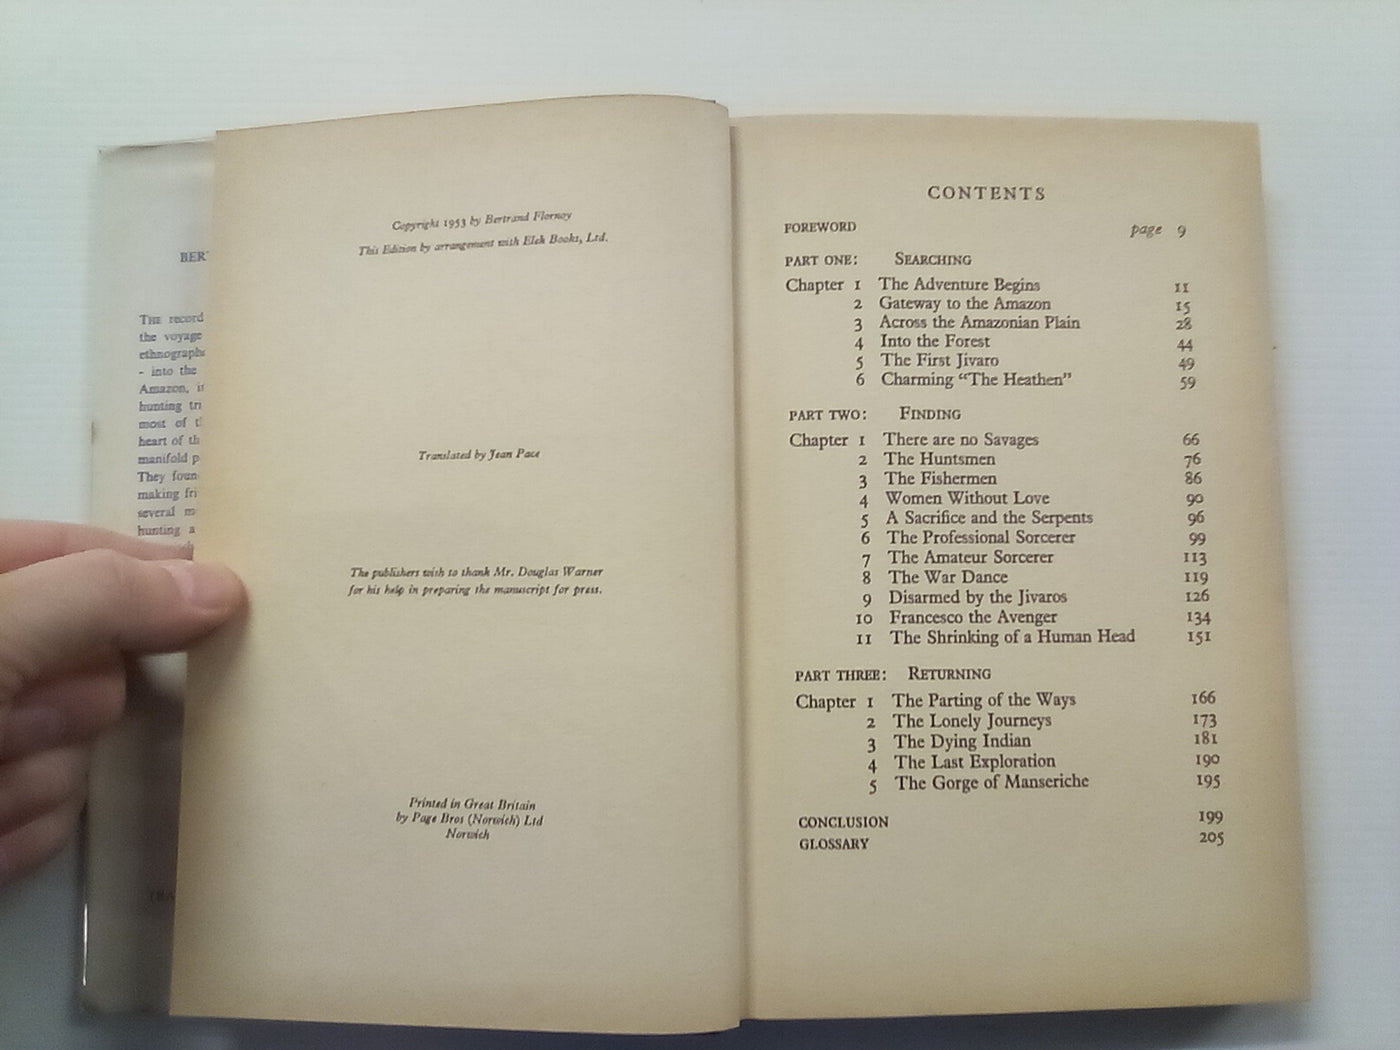 BER
THE record
the voyage
ethnograph
- into the
Amazon, i
hunting tri
most of t
heart of th
manifold p
They foun
making fri
several m
hunting a
TRA
Copyright 1953 by Bertrand Flornoy
This Edition by arrangement with Elek Books, Ltd.
Translated by Jean Pace
The publishers wish to thank Mr. Douglas Warner
for his help in preparing the manuscript for press.
Printed in Great Britain
by Page Bros (Norwich) Ltd
Norwich
CONTENTS
FOREWORD page 9
PART ONE: SEARCHING
Chapter 1 The Adventure Begins 11
2 Gateway to the Amazon 15
3 Across the Amazonian Plain 28
4 Into the Forest 44
5 The First Jivaro 49
6 Charming "The Heathen" 59
PART TWO: FINDING
Chapter 1 There are no Savages 66
2 The Huntsmen 76
3 The Fishermen 86
4 Women Without Love 90
5 A Sacrifice and the Serpents 96
6 The Professional Sorcerer 99
7 The Amateur Sorcerer 113
8 The War Dance 119
9 Disarmed by the Jivaros 126
10 Francesco the Avenger 134
11 The Shrinking of a Human Head 151
PART THREE: RETURNING
Chapter 1 The Parting of the Ways 166
2 The Lonely Journeys 173
3 The Dying Indian 181
4 The Last Exploration 190
5 The Gorge of Manseriche 195
CONCLUSION 199
GLOSSARY 205